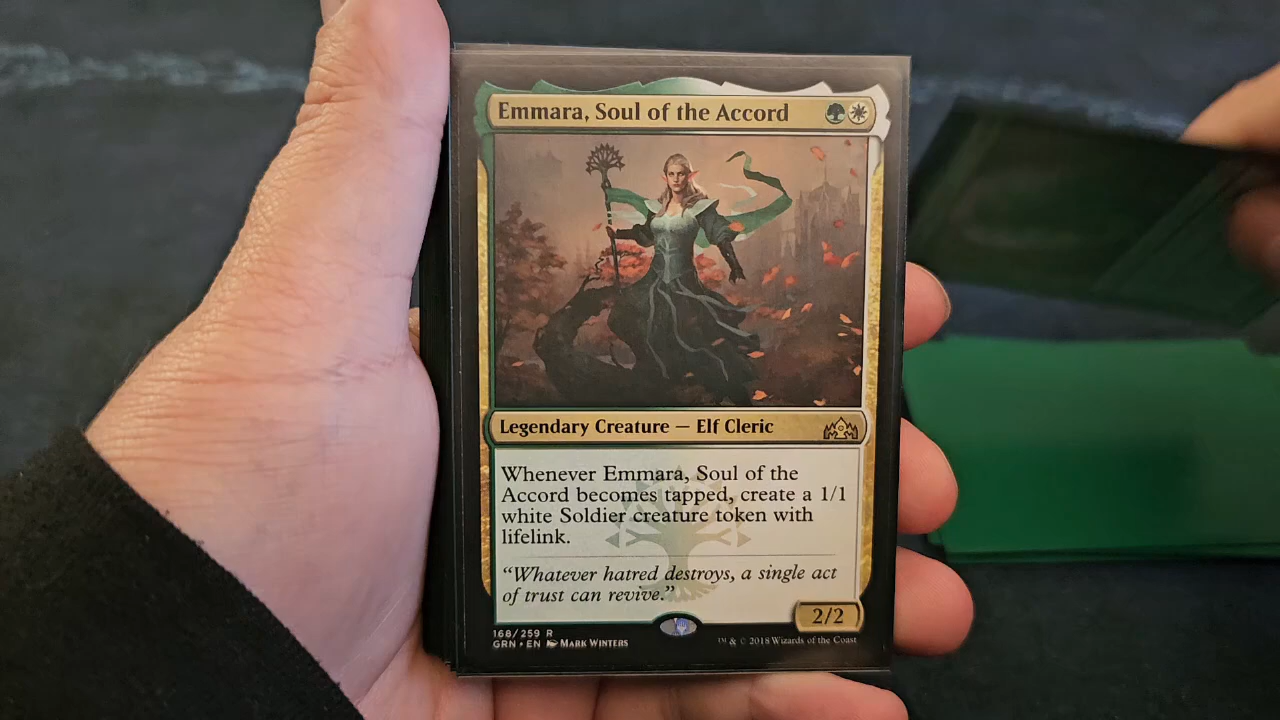 Emmara, Soul of the Accord
Legendary Creature — Elf Cleric
Whenever Emmara, Soul of the
Accord becomes tapped, create a 1/1
white Soldier creature token with
lifelink.
“Whatever hatred destroys, a single act
of trust can revive.”
2/2
168/259 R
GRN • EN Mark Winters
™ & © 2018 Wizards of the Coast